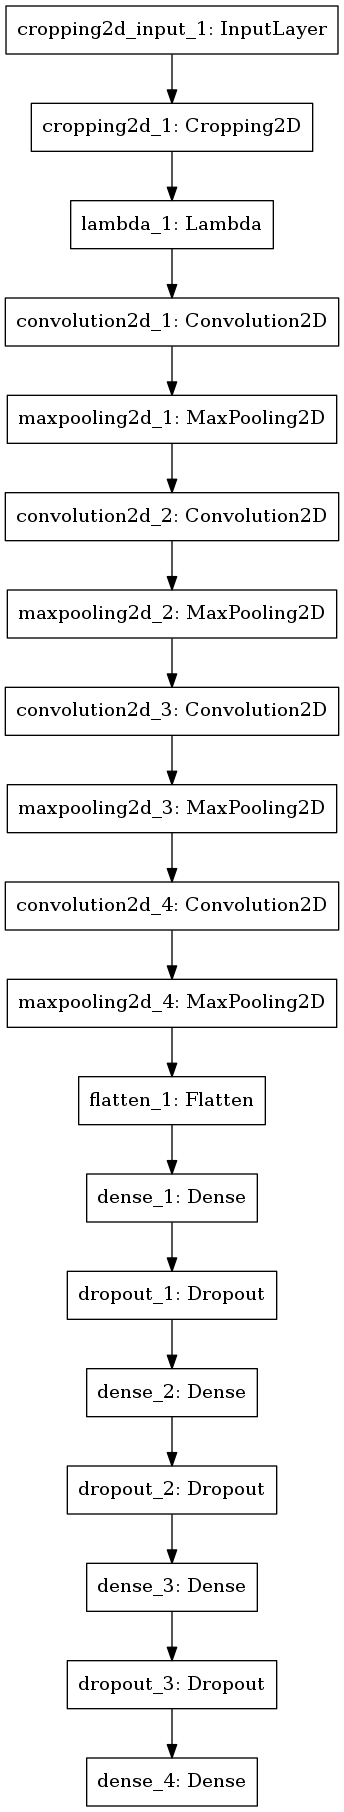 cropping2d_input_1: InputLayer
cropping2d_1: Cropping2D
lambda_1: Lambda
convolution2d_1: Convolution2D
maxpooling2d_1: MaxPooling2D
convolution2d_2: Convolution2D
maxpooling2d_2: MaxPooling2D
convolution2d_3: Convolution2D
maxpooling2d_3: MaxPooling2D
convolution2d_4: Convolution2D
maxpooling2d_4: MaxPooling2D
flatten_1: Flatten
dense_1: Dense
dropout_1: Dropout
dense_2: Dense
dropout_2: Dropout
dense_3: Dense
dropout_3: Dropout
dense_4: Dense